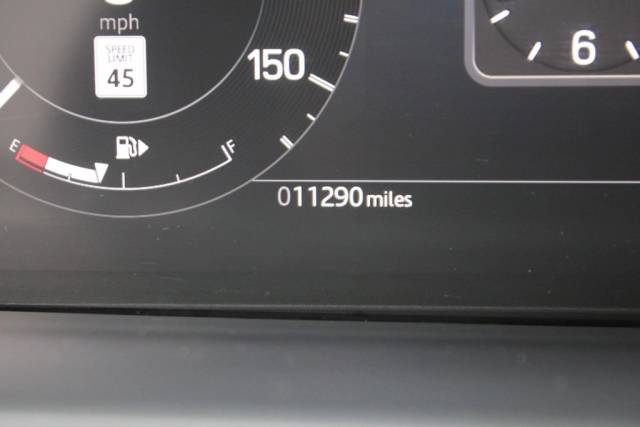 mph
SPEED
LIMIT
45
150
6
E
F
011290 miles